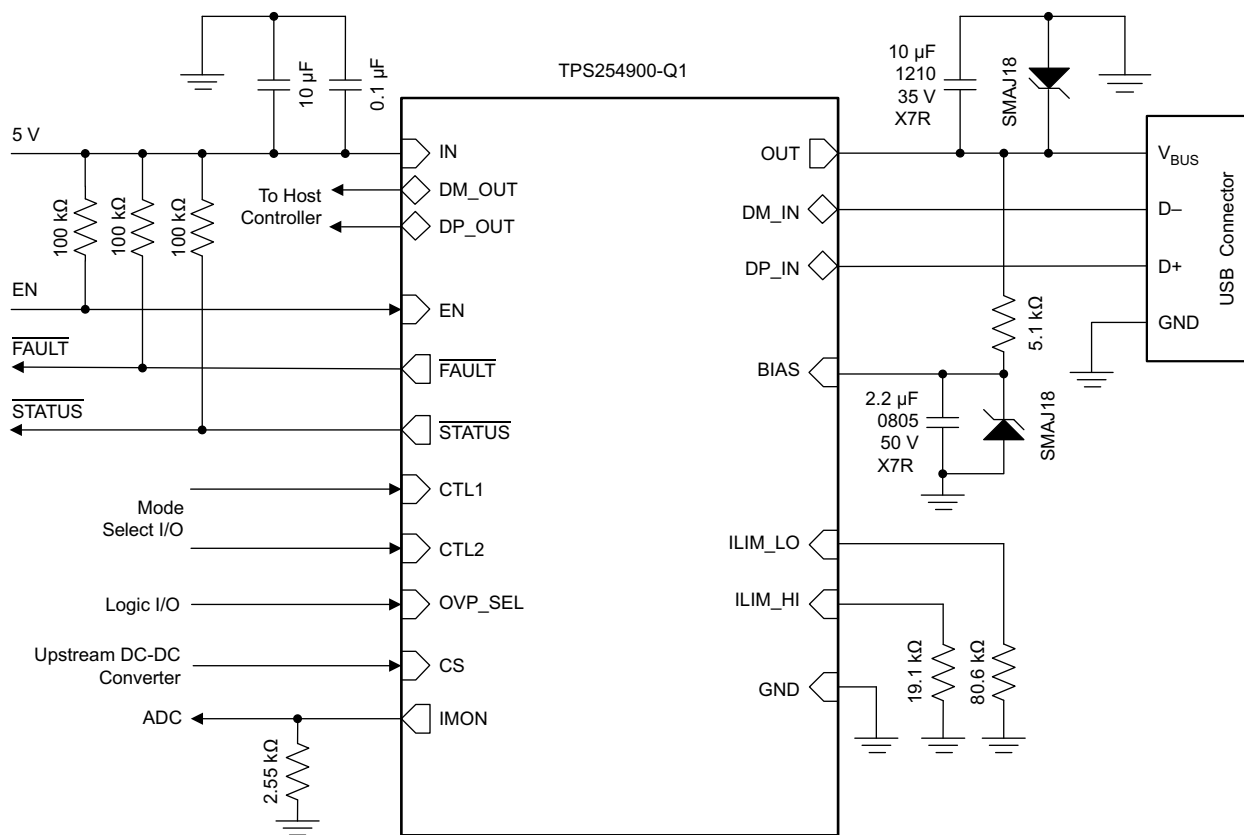 TPS254900-Q1
10 µF
0.1 µF
10 µF
1210
35 V
X7R
SMAJ18
5 V
IN
OUT
V_BUS
To Host
Controller
DM_OUT
DP_OUT
DM_IN
D–
DP_IN
D+
USB Connector
100 kΩ
100 kΩ
100 kΩ
EN
EN
GND
5.1 kΩ
FAULT
FAULT
BIAS
STATUS
STATUS
2.2 µF
0805
50 V
X7R
SMAJ18
Mode
Select I/O
CTL1
CTL2
ILIM_LO
Logic I/O
OVP_SEL
ILIM_HI
Upstream DC-DC
Converter
CS
GND
19.1 kΩ
80.6 kΩ
ADC
IMON
2.55 kΩ